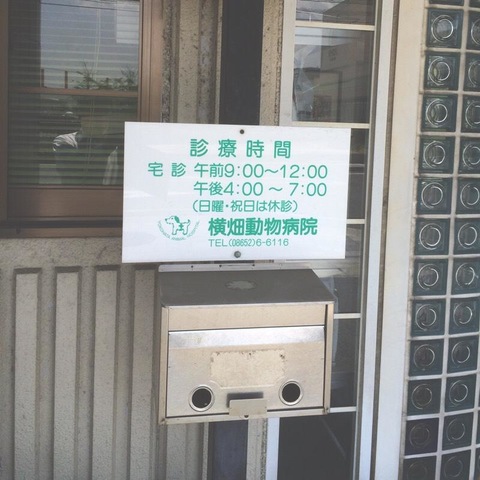 診療時間
宅診 午前9:00～12:00
午後4:00～7:00
(日曜・祝日は休診)
横畑動物病院
TEL(08652)6-6116